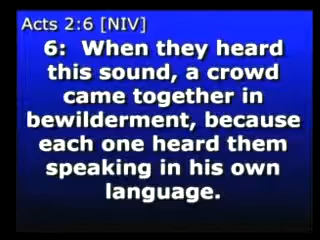 Acts 2:6 [NIV]
6:  When they heard
this sound, a crowd
came together in
bewilderment, because
each one heard them
speaking in his own
language.